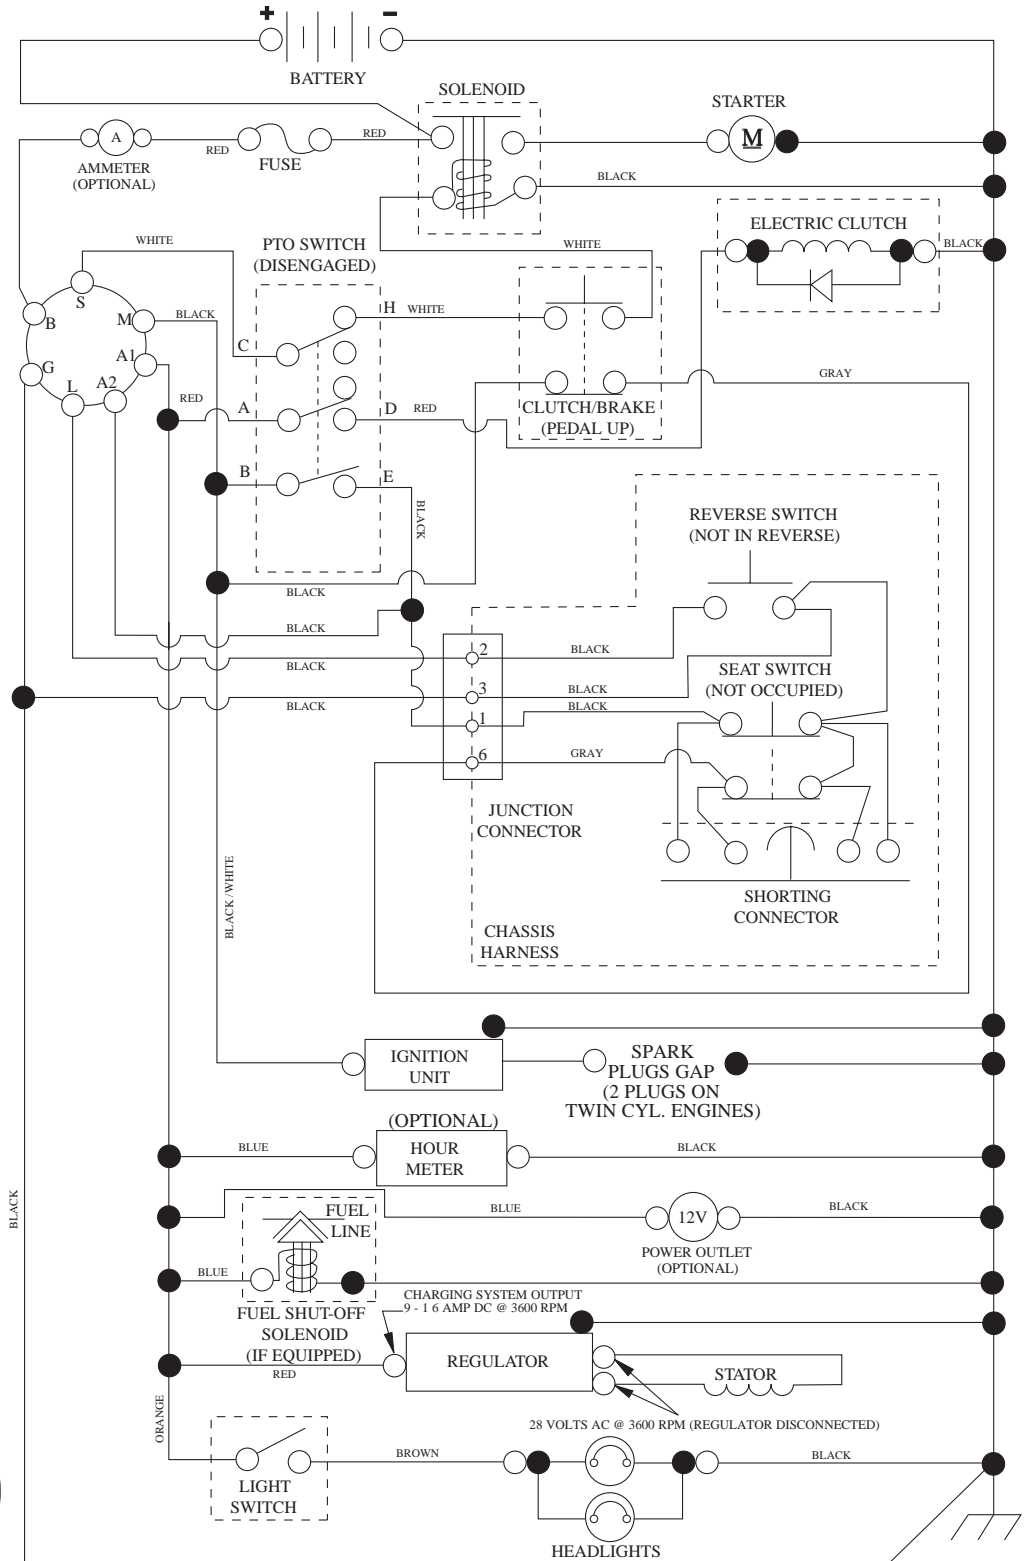 + -
BATTERY
SOLENOID
STARTER
A
RED
FUSE
RED
M
AMMETER
(OPTIONAL)
BLACK
WHITE
PTO SWITCH
(DISENGAGED)
WHITE
ELECTRIC CLUTCH
BLACK
S
B
M
BLACK
H
WHITE
C
G
A1
L
A2
RED
A
D
RED
GRAY
CLUTCH/BRAKE
(PEDAL UP)
B
E
BLACK
REVERSE SWITCH
(NOT IN REVERSE)
BLACK
BLACK
BLACK
2
BLACK
SEAT SWITCH
(NOT OCCUPIED)
3
BLACK
BLACK
BLACK
1
6
GRAY
JUNCTION
CONNECTOR
BLACK/WHITE
SHORTING
CONNECTOR
CHASSIS
HARNESS
IGNITION
UNIT
SPARK
PLUGS GAP
(2 PLUGS ON
TWIN CYL. ENGINES)
(OPTIONAL)
BLUE
HOUR
METER
BLACK
BLACK
FUEL
LINE
BLUE
12V
BLACK
POWER OUTLET
(OPTIONAL)
BLUE
FUEL SHUT-OFF
SOLENOID
(IF EQUIPPED)
CHARGING SYSTEM OUTPUT
9 - 1 6 AMP DC @ 3600 RPM
RED
REGULATOR
STATOR
ORANGE
28 VOLTS AC @ 3600 RPM (REGULATOR DISCONNECTED)
BROWN
BLACK
LIGHT
SWITCH
HEADLIGHTS